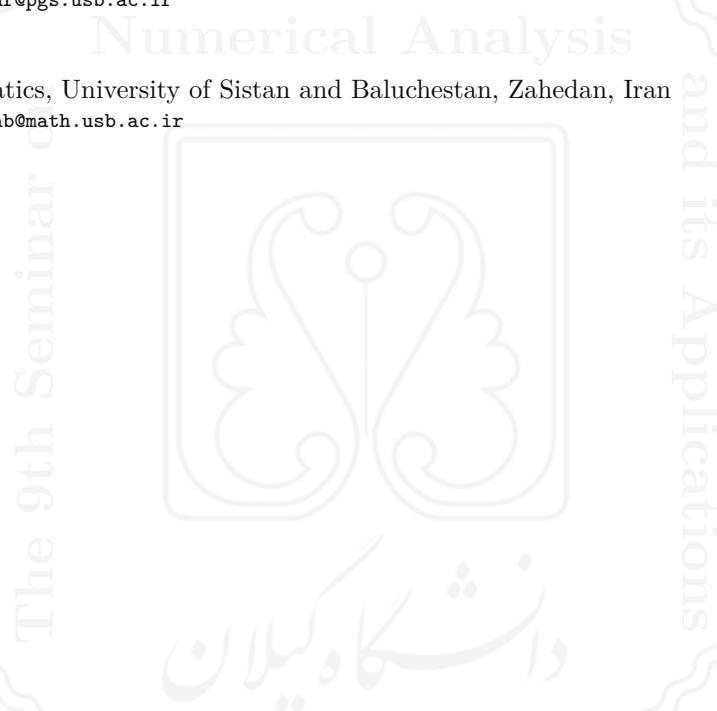 r@pgs.usb.ac.ir
Numerical Analysis
atics, University of Sistan and Baluchestan, Zahedan, Iran
ab@math.usb.ac.ir
The 9th Seminar on
and its Applications
دانشگاه گیلان